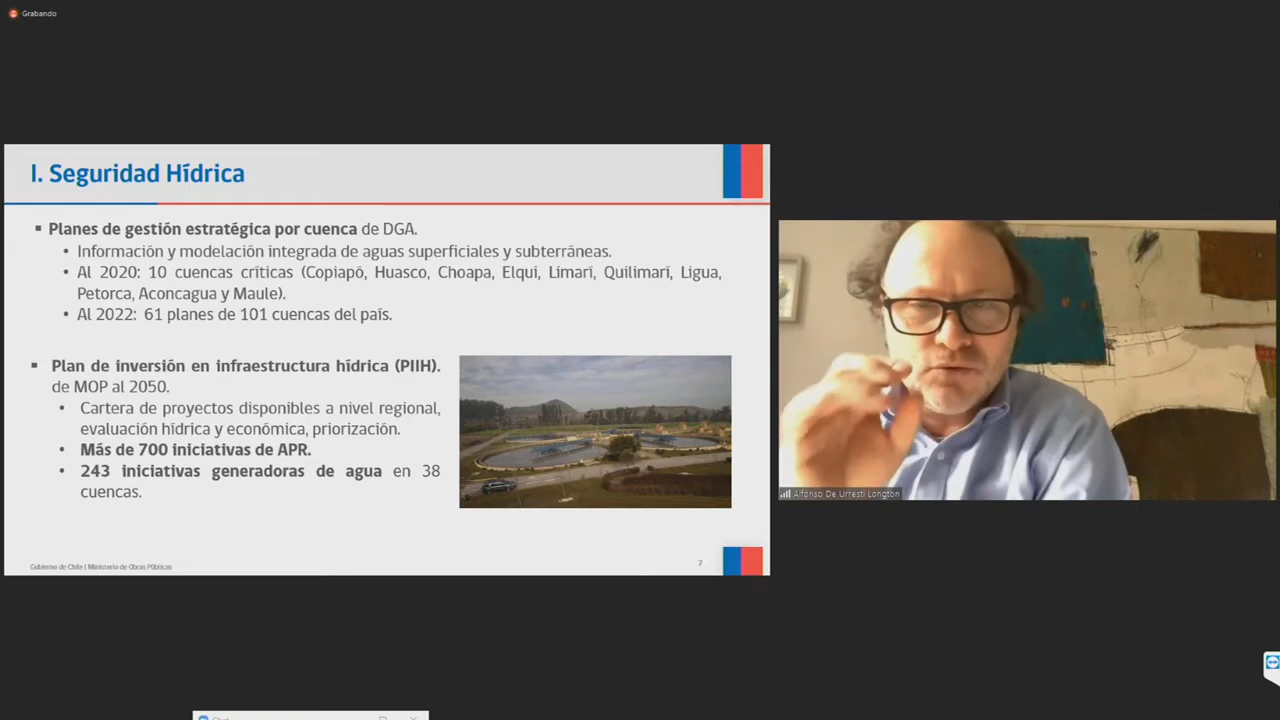 Grabando
I. Seguridad Hídrica
▪ Planes de gestión estratégica por cuenca de DGA.
• Información y modelación integrada de aguas superficiales y subterráneas.
• Al 2020: 10 cuencas críticas (Copiapó, Huasco, Choapa, Elqui, Limarí, Quilimarí, Ligua,
Petorca, Aconcagua y Maule).
• Al 2022: 61 planes de 101 cuencas del país.
▪ Plan de inversión en infraestructura hídrica (PIIH).
de MOP al 2050.
• Cartera de proyectos disponibles a nivel regional,
evaluación hídrica y económica, priorización.
• Más de 700 iniciativas de APR.
• 243 iniciativas generadoras de agua en 38
cuencas.
Gobierno de Chile | Ministerio de Obras Públicas
7
Alfonso De Urresti Longton